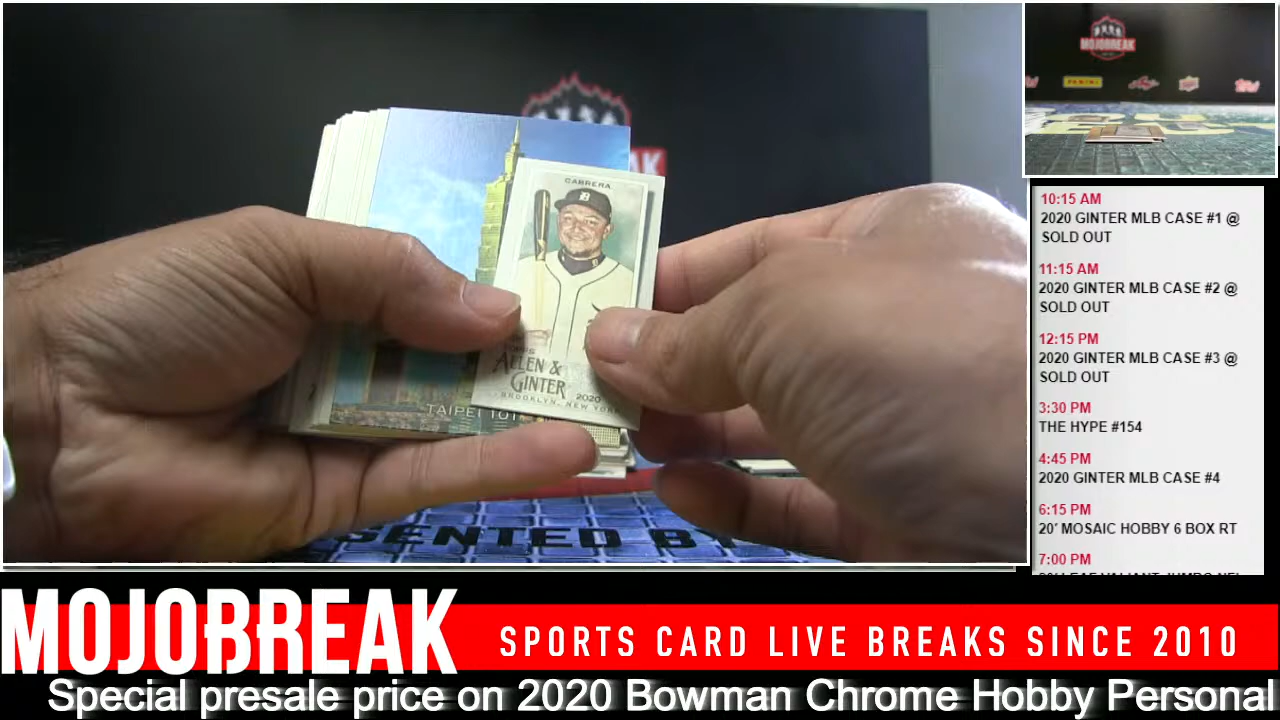 MOJOBREAK
PANINI
CABRERA
ALLEN &
GINTER
BROOKLYN, NEW YORK
2020
TAIPEI 101
SENTED BY
10:15 AM
2020 GINTER MLB CASE #1 @
SOLD OUT
11:15 AM
2020 GINTER MLB CASE #2 @
SOLD OUT
12:15 PM
2020 GINTER MLB CASE #3 @
SOLD OUT
3:30 PM
THE HYPE #154
4:45 PM
2020 GINTER MLB CASE #4
6:15 PM
20' MOSAIC HOBBY 6 BOX RT
7:00 PM
MOJOBREAK
SPORTS CARD LIVE BREAKS SINCE 2010
Special presale price on 2020 Bowman Chrome Hobby Personal